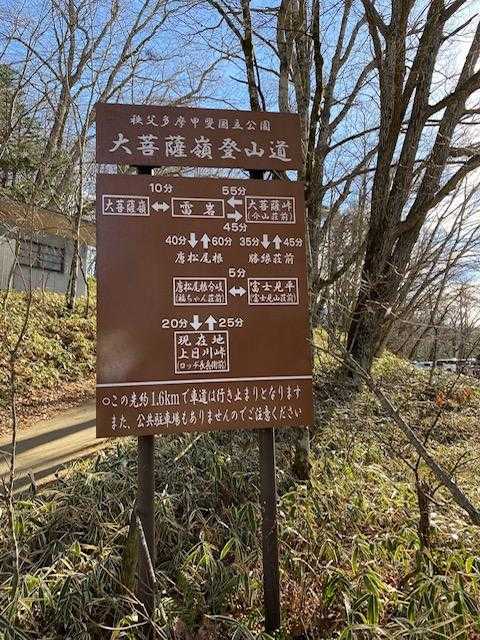 秩父多摩甲斐国立公園
大菩薩嶺登山道
10分
55分
大菩薩嶺
雷岩
大菩薩峠
(介山荘前)
45分
40分 60分 35分 45分
唐松尾根 勝縁荘前
5分
唐松尾根分岐
(福ちゃん荘前)
富士見平
(富士見山荘前)
20分 25分
現在地
上日川峠
(ロッヂ長兵衛前)
○この先約1.6kmで車道は行き止まりとなります
また、公共駐車場もありませんのでご注意ください